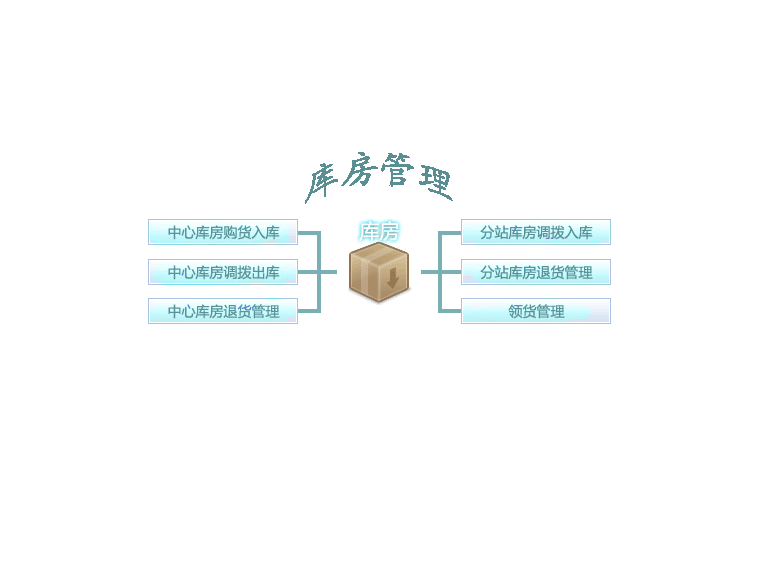 库房管理
库房
中心库房购货入库
中心库房调拨出库
中心库房退货管理
分站库房调拨入库
分站库房退货管理
领货管理